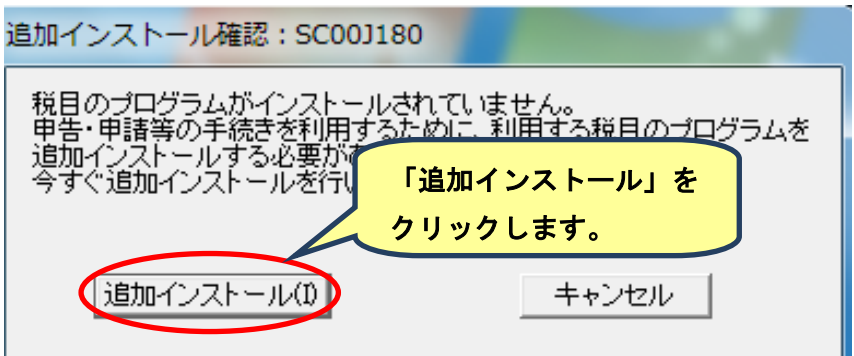 追加インストール確認：SC00J180
税目のプログラムがインストールされていません。
申告・申請等の手続きを利用するために、利用する税目のプログラムを
追加インストールする必要が
今すぐ追加インストールを行い
「追加インストール」を
クリックします。
追加インストール(I)
キャンセル